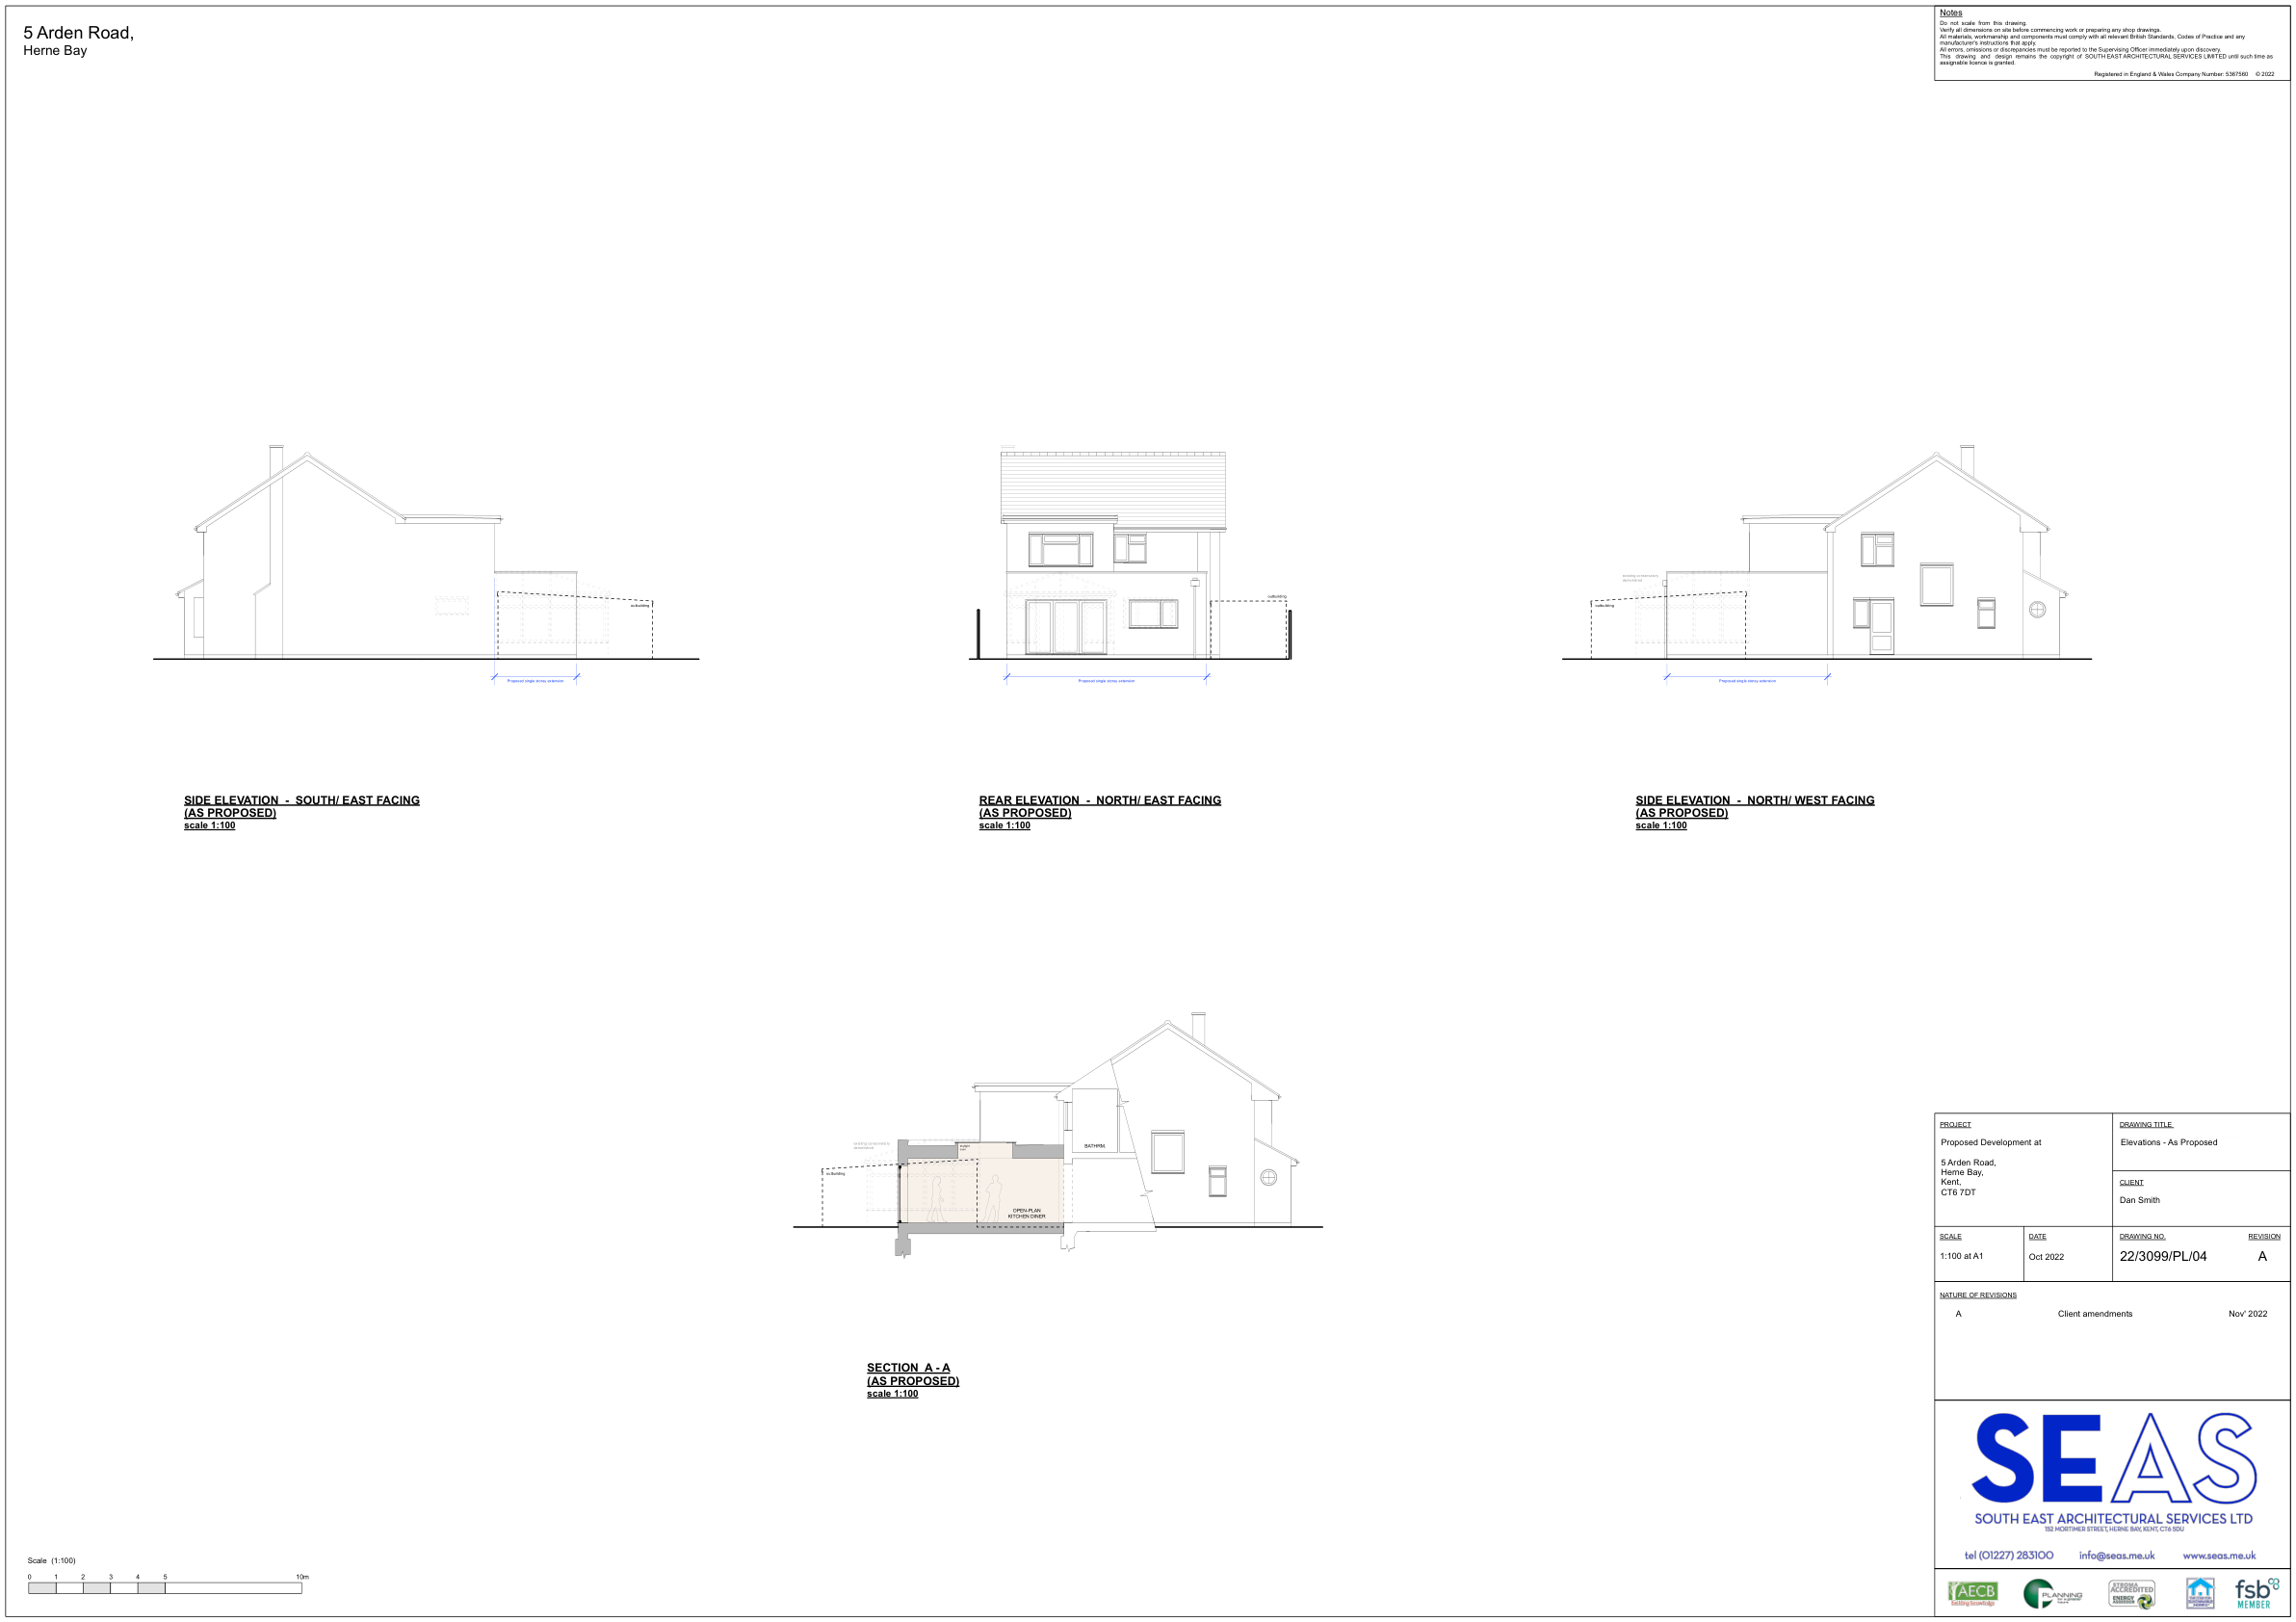 5 Arden Road,
Herne Bay
Notes
Do not scale from this drawing.
Verify all dimensions on site before commencing work or preparing any shop drawings.
All materials, workmanship and components must comply with all relevant British Standards, Codes of Practice and any
manufacturer's instructions that apply.
All errors, omissions or discrepancies must be reported to the Supervising Officer immediately upon discovery.
This drawing and design remains the copyright of SOUTH EAST ARCHITECTURAL SERVICES LIMITED until such time as
assignable licence is granted.
Registered in England & Wales Company Number: 5367560 © 2022
outbuilding
Proposed single storey extension
SIDE ELEVATION - SOUTH/ EAST FACING
(AS PROPOSED)
scale 1:100
outbuilding
Proposed single storey extension
REAR ELEVATION - NORTH/ EAST FACING
(AS PROPOSED)
scale 1:100
existing conservatory
demolished
outbuilding
Proposed single storey extension
SIDE ELEVATION - NORTH/ WEST FACING
(AS PROPOSED)
scale 1:100
existing conservatory
demolished
outbuilding
BATHRM.
OPEN-PLAN
KITCHEN DINER
SECTION A - A
(AS PROPOSED)
scale 1:100
Scale (1:100)
0 1 2 3 4 5 10m
PROJECT
Proposed Development at
5 Arden Road,
Herne Bay,
Kent,
CT6 7DT
DRAWING TITLE
Elevations - As Proposed
CLIENT
Dan Smith
SCALE
1:100 at A1
DATE
Oct 2022
DRAWING NO.
22/3099/PL/04
REVISION
A
NATURE OF REVISIONS
A Client amendments Nov' 2022
SEAS
SOUTH EAST ARCHITECTURAL SERVICES LTD
152 MORTIMER STREET, HERNE BAY, KENT, CT6 5DU
tel (01227) 283100 info@seas.me.uk www.seas.me.uk
AECB
building knowledge
PLANNING
STROMA
ACCREDITED
ENERGY
ASSESSOR
fsb
MEMBER